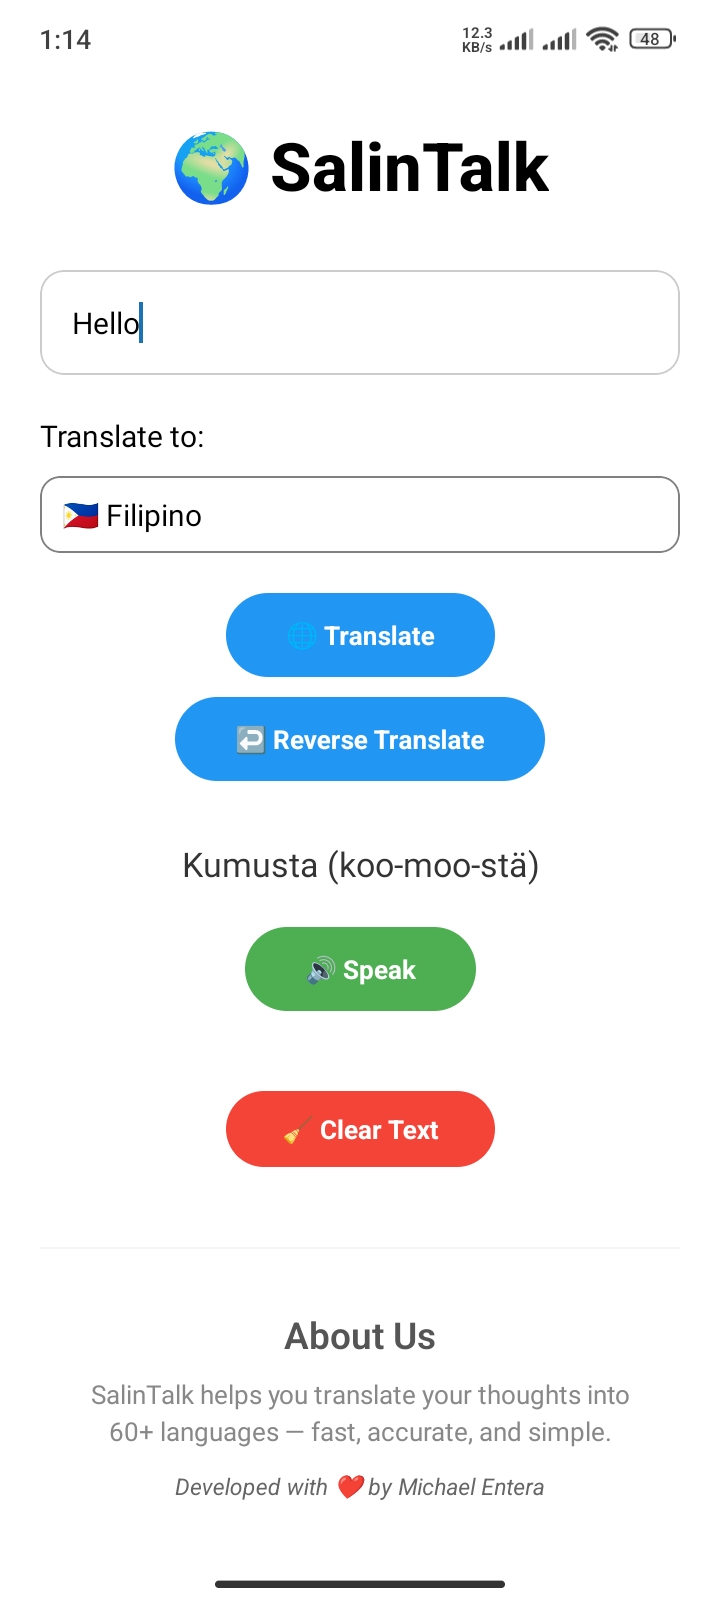 1:14
12.3
KB/s
48
🌍 SalinTalk
Hello
Translate to:
🇵🇭 Filipino
🌐 Translate
↩️ Reverse Translate
Kumusta (koo-moo-stä)
🔊 Speak
🧹 Clear Text
About Us
SalinTalk helps you translate your thoughts into
60+ languages — fast, accurate, and simple.
Developed with ❤️ by Michael Entera